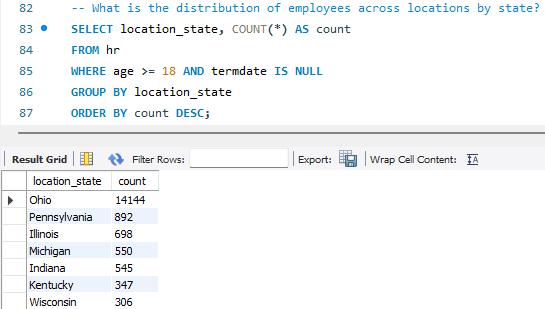 82 -- What is the distribution of employees across locations by state?
83 SELECT location_state, COUNT(*) AS count
84 FROM hr
85 WHERE age >= 18 AND termdate IS NULL
86 GROUP BY location_state
87 ORDER BY count DESC;
Result Grid Filter Rows: Export: Wrap Cell Content: IA
location_state count
Ohio 14144
Pennsylvania 892
Illinois 698
Michigan 550
Indiana 545
Kentucky 347
Wisconsin 306